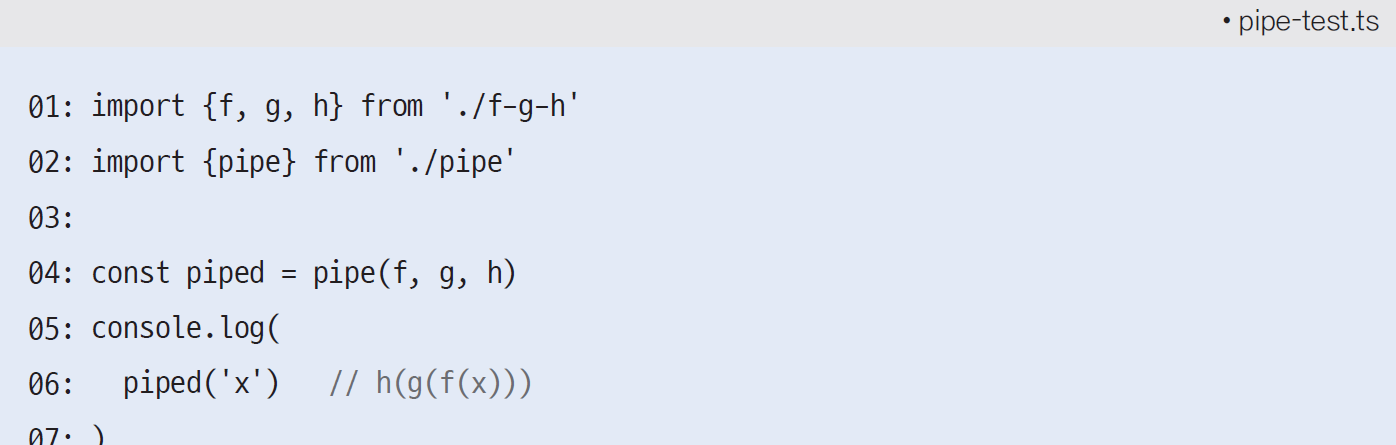 • pipe-test.ts
01: import {f, g, h} from './f-g-h'
02: import {pipe} from './pipe'
03:
04: const piped = pipe(f, g, h)
05: console.log(
06:   piped('x')   // h(g(f(x)))
07: )